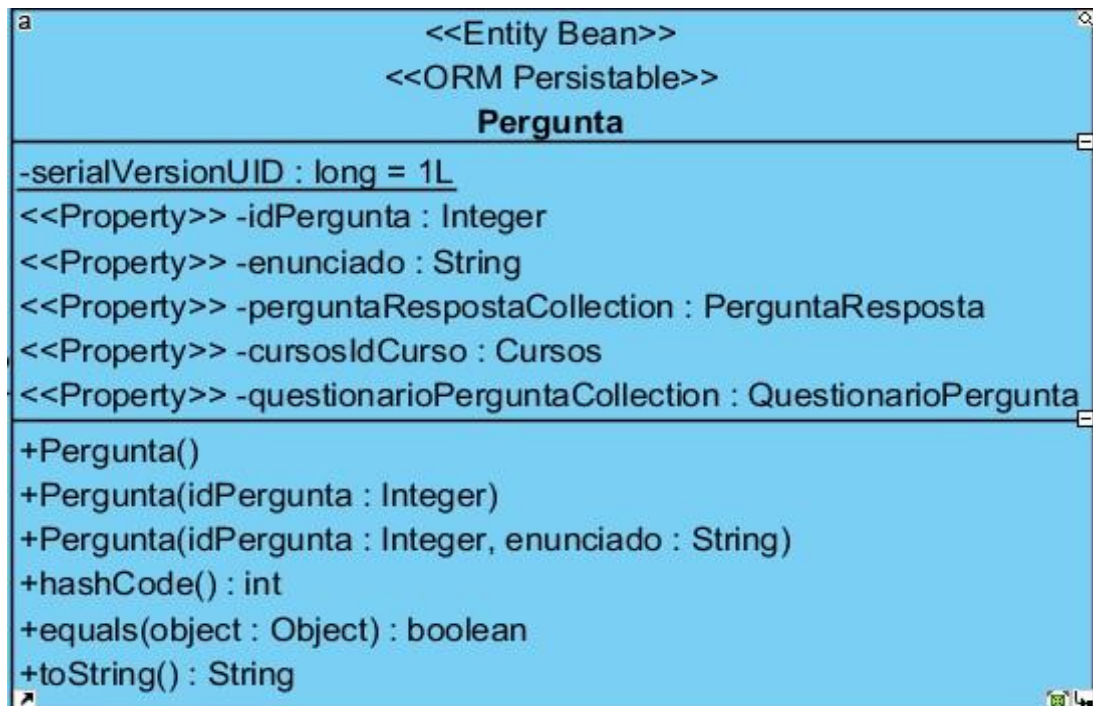 a
<<Entity Bean>>
<<ORM Persistable>>
Pergunta
-serialVersionUID : long = 1L
<<Property>> -idPergunta : Integer
<<Property>> -enunciado : String
<<Property>> -perguntaRespostaCollection : PerguntaResposta
<<Property>> -cursosIdCurso : Cursos
<<Property>> -questionarioPerguntaCollection : QuestionarioPergunta
+Pergunta()
+Pergunta(idPergunta : Integer)
+Pergunta(idPergunta : Integer, enunciado : String)
+hashCode() : int
+equals(object : Object) : boolean
+toString() : String